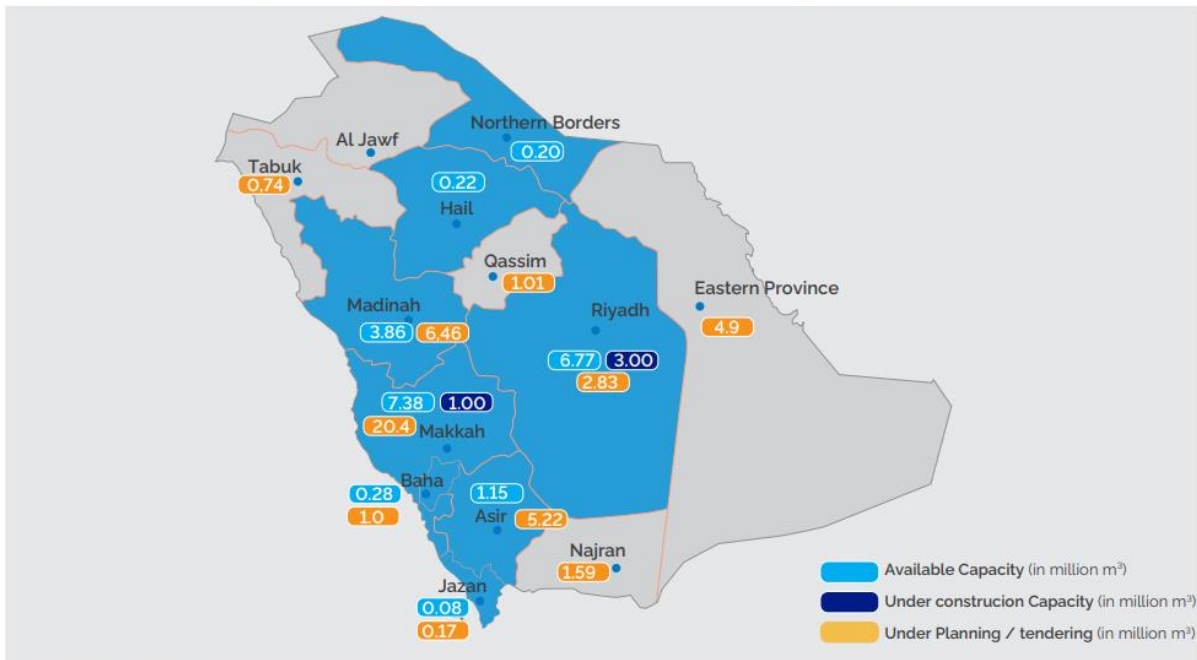 Northern Borders
0.20
Al Jawf
Tabuk
0,74
0.22
Hail
Qassim
1.01
Eastern Province
4.9
Madinah
3.86 6,46
Riyadh
6.77 3.00
2.83
7.38 1.00
20.4
Makkah
Baha
0.28
1.0
1.15
Asir
5.22
Najran
1.59
Jazan
0.08
0.17
Available Capacity (in million m³)
Under construcion Capacity (in million m³)
Under Planning / tendering (in million m³)